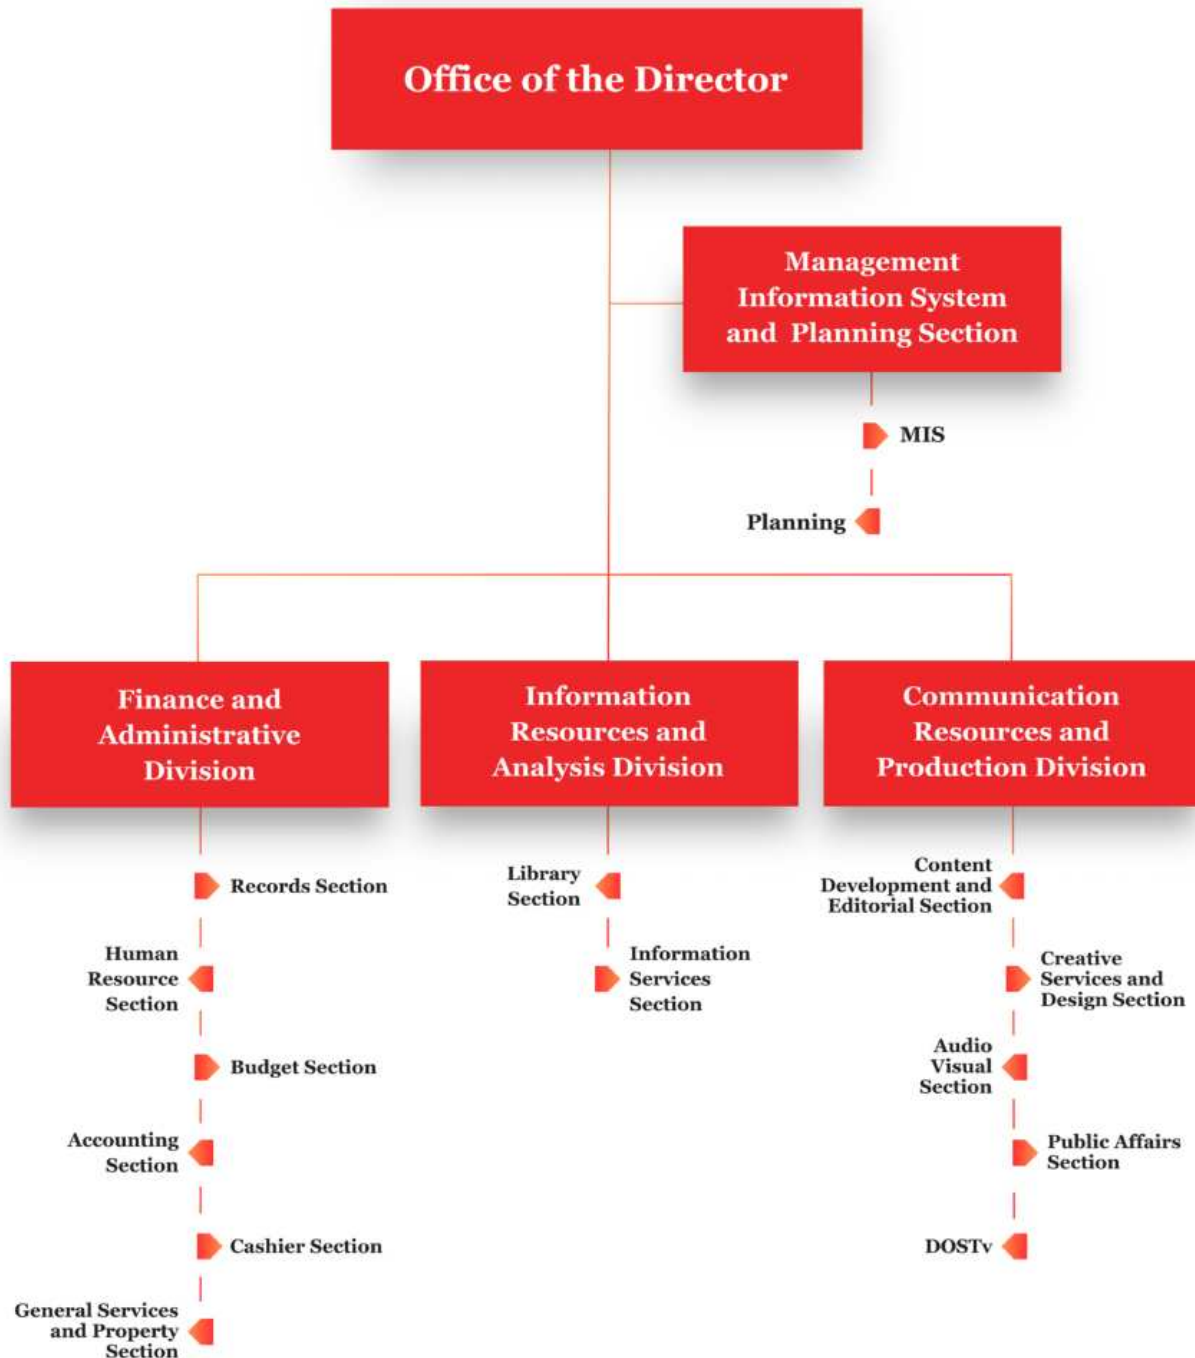 Office of the Director
Management
Information System
and Planning Section
MIS
Planning
Finance and
Administrative
Division
Records Section
Human
Resource
Section
Budget Section
Accounting
Section
Cashier Section
General Services
and Property
Section
Information
Resources and
Analysis Division
Library
Section
Information
Services
Section
Communication
Resources and
Production Division
Content
Development and
Editorial Section
Creative
Services and
Design Section
Audio
Visual
Section
Public Affairs
Section
DOSTv